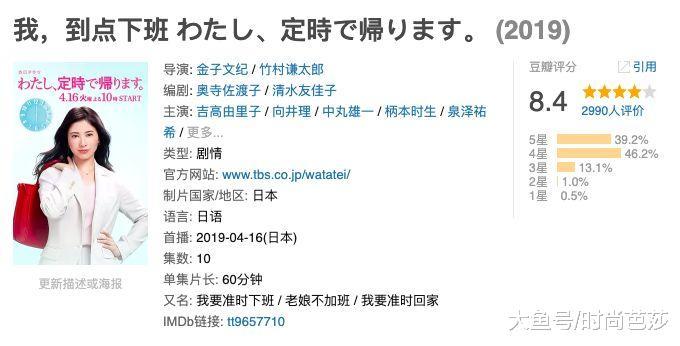 我，到点下班 わたし、定時で帰ります。 (2019)
わたし、
定時で帰ります。
4.16火曜よる10時START
更新描述或海报
导演: 金子文纪 / 竹村谦太郎
编剧: 奥寺佐渡子 / 清水友佳子
主演: 吉高由里子 / 向井理 / 中丸雄一 / 柄本时生 / 泉泽祐
希 / 更多...
类型: 剧情
官方网站: www.tbs.co.jp/watatei/
制片国家/地区: 日本
语言: 日语
首播: 2019-04-16(日本)
集数: 10
单集片长: 60分钟
又名: 我要准时下班 / 老娘不加班 / 我要准时回家
IMDb链接: tt9657710
豆瓣评分
引用
8.4
2990人评价
5星 39.2%
4星 46.2%
3星 13.1%
2星 1.0%
1星 0.5%
大鱼号/时尚芭莎